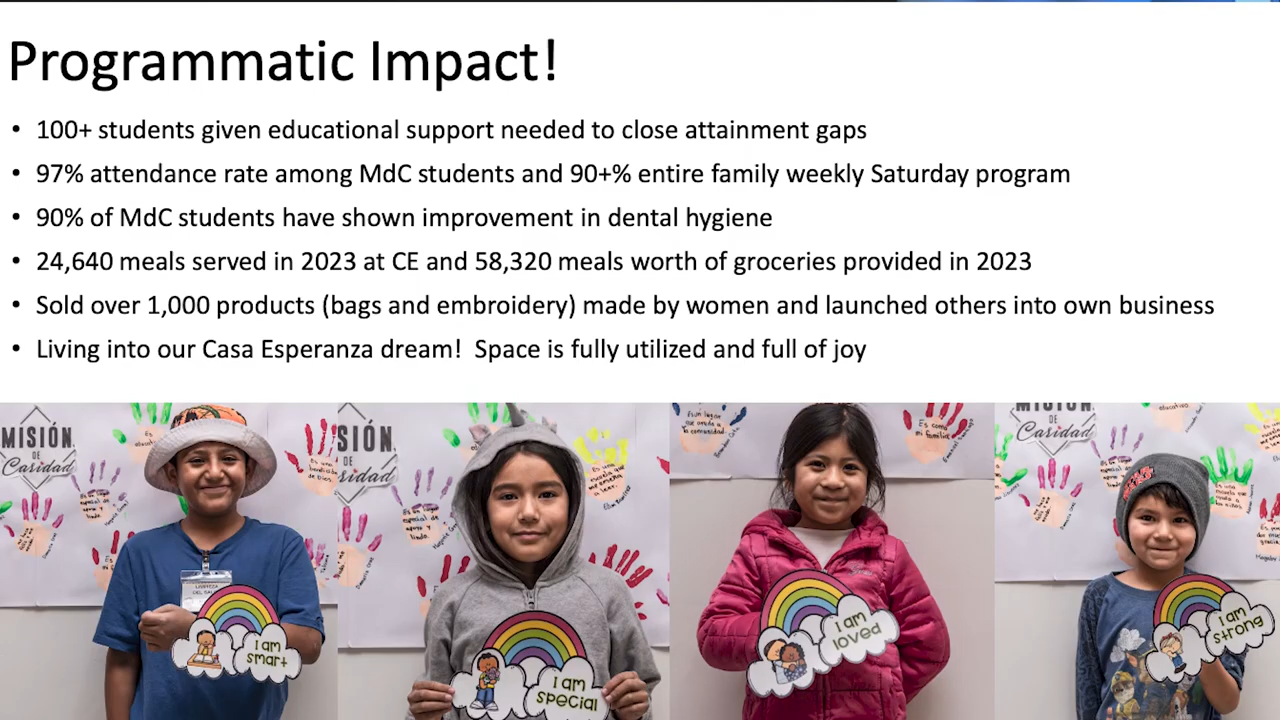 Programmatic Impact!
• 100+ students given educational support needed to close attainment gaps
• 97% attendance rate among MdC students and 90+% entire family weekly Saturday program
• 90% of MdC students have shown improvement in dental hygiene
• 24,640 meals served in 2023 at CE and 58,320 meals worth of groceries provided in 2023
• Sold over 1,000 products (bags and embroidery) made by women and launched others into own business
• Living into our Casa Esperanza dream!  Space is fully utilized and full of joy
MISIÓN
DE
Caridad
I am
smart
SIÓN
DE
Caridad
I am
special
Es como
mi familia
I am
loved
MISIÓN
DE
Caridad
I am
strong